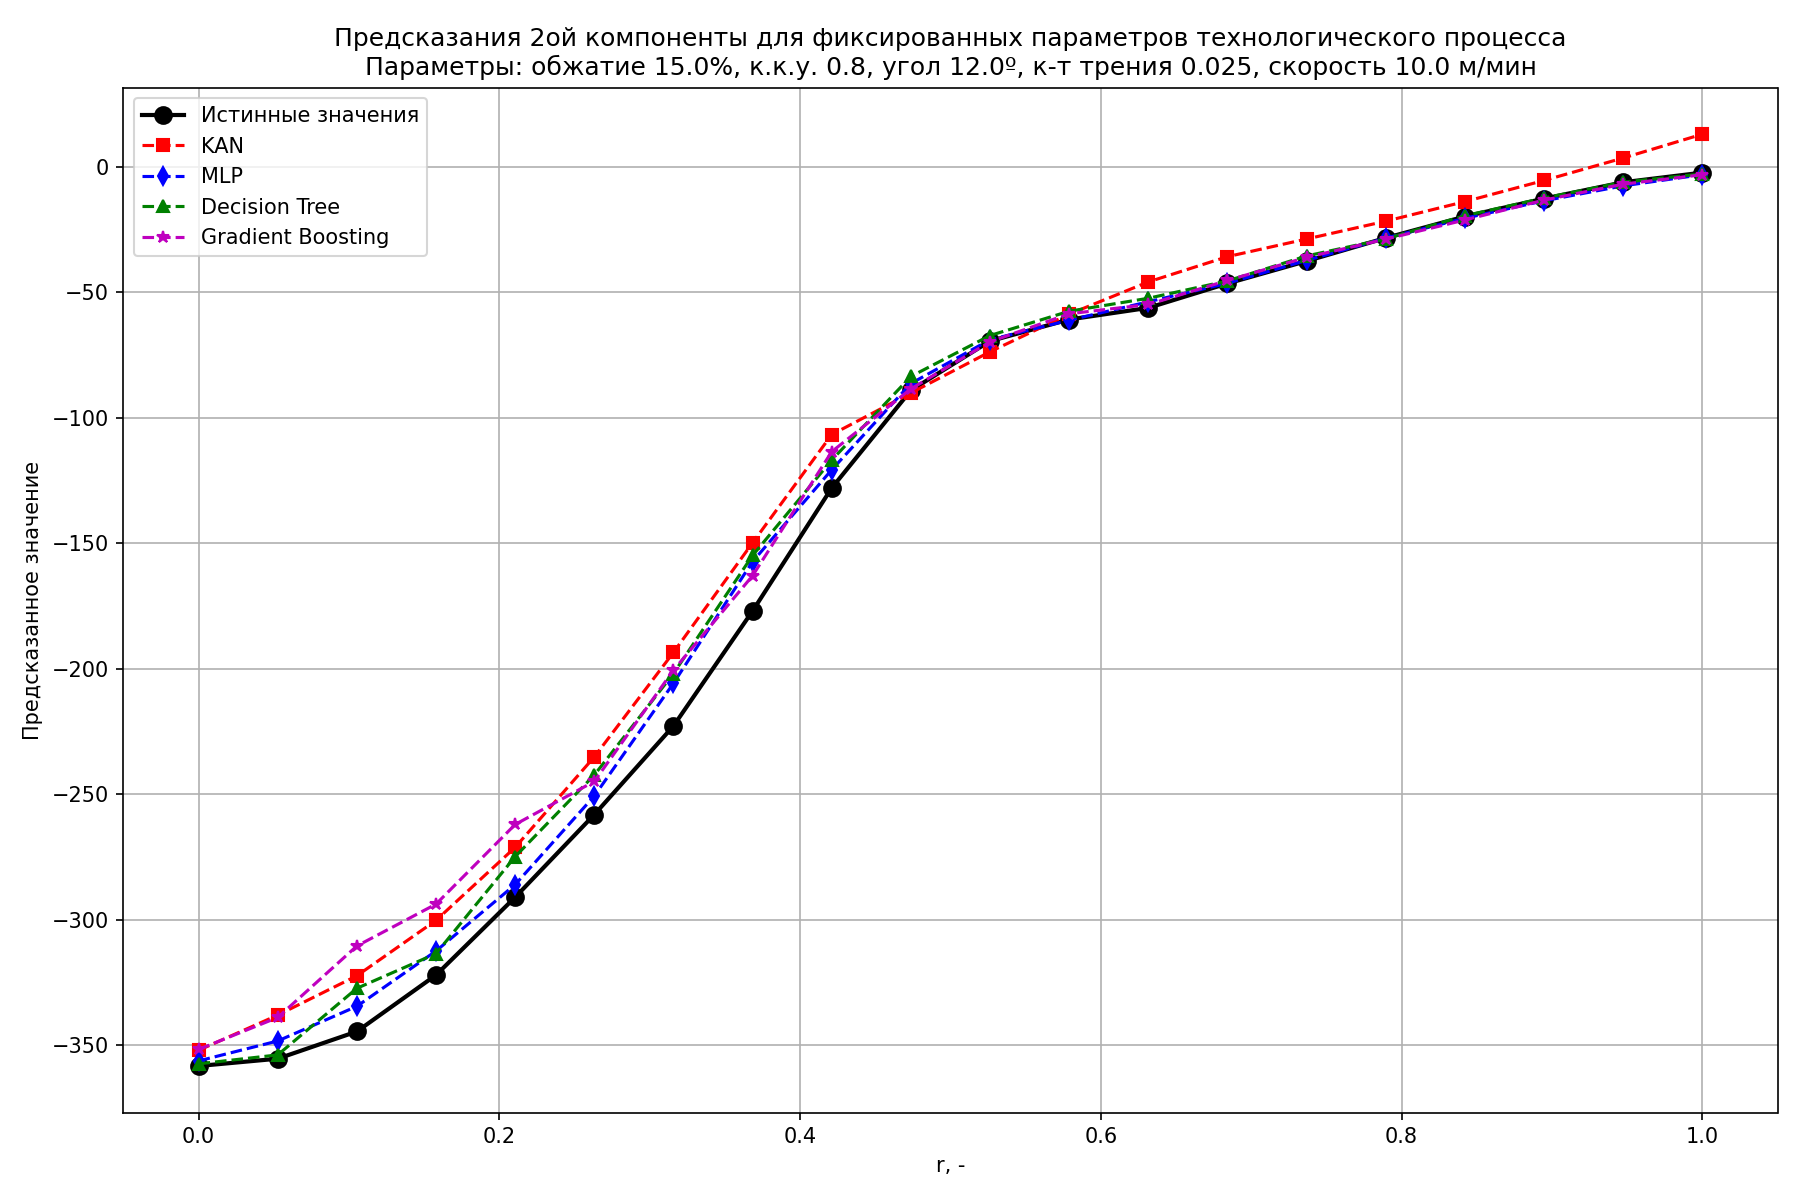 Предсказания 2ой компоненты для фиксированных параметров технологического процесса
Параметры: обжатие 15.0%, к.к.у. 0.8, угол 12.0º, к-т трения 0.025, скорость 10.0 м/мин
Истинные значения
KAN
MLP
Decision Tree
Gradient Boosting
Предсказанное значение
0
−50
−100
−150
−200
−250
−300
−350
0.0
0.2
0.4
0.6
0.8
1.0
r, -